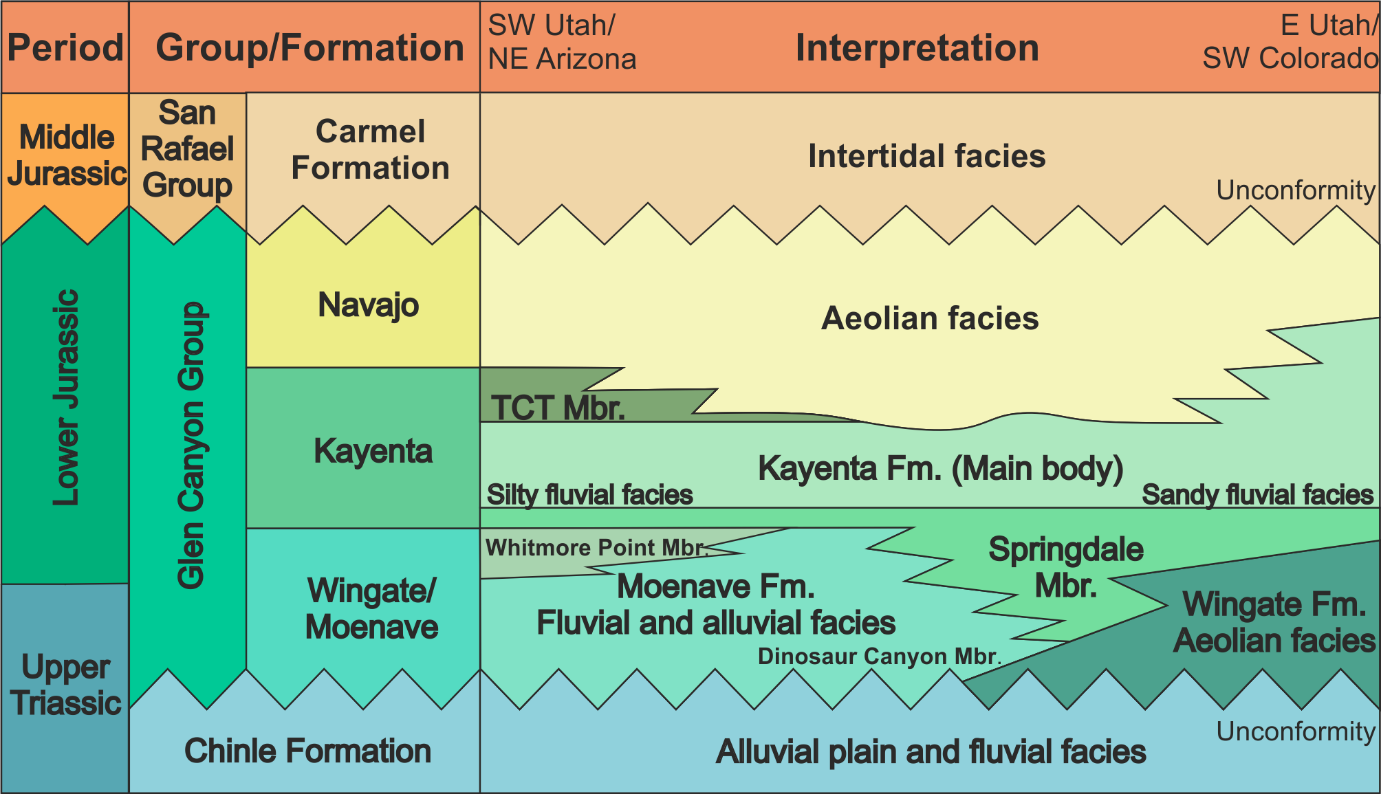 Period
Group/Formation
SW Utah/
NE Arizona
Interpretation
E Utah/
SW Colorado
Middle
Jurassic
San
Rafael
Group
Carmel
Formation
Intertidal facies
Unconformity
Lower Jurassic
Glen Canyon Group
Navajo
Aeolian facies
Kayenta
TCT Mbr.
Kayenta Fm. (Main body)
Silty fluvial facies
Sandy fluvial facies
Wingate/
Moenave
Whitmore Point Mbr.
Moenave Fm.
Fluvial and alluvial facies
Dinosaur Canyon Mbr.
Springdale
Mbr.
Wingate Fm.
Aeolian facies
Upper
Triassic
Chinle Formation
Alluvial plain and fluvial facies
Unconformity